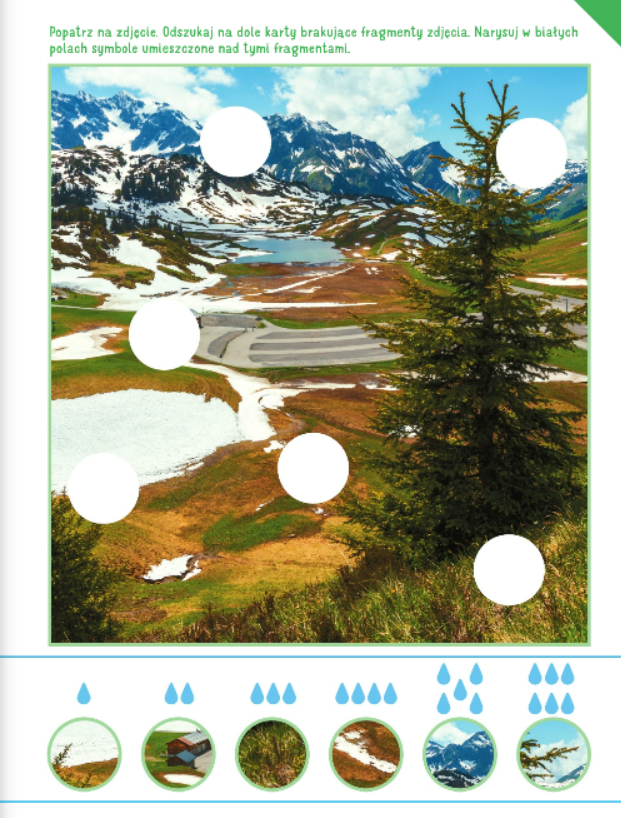 Popatrz na zdjęcie. Odszukaj na dole karty brakujące fragmenty zdjęcia. Narysuj w białych
polach symbole umieszczone nad tymi fragmentami.